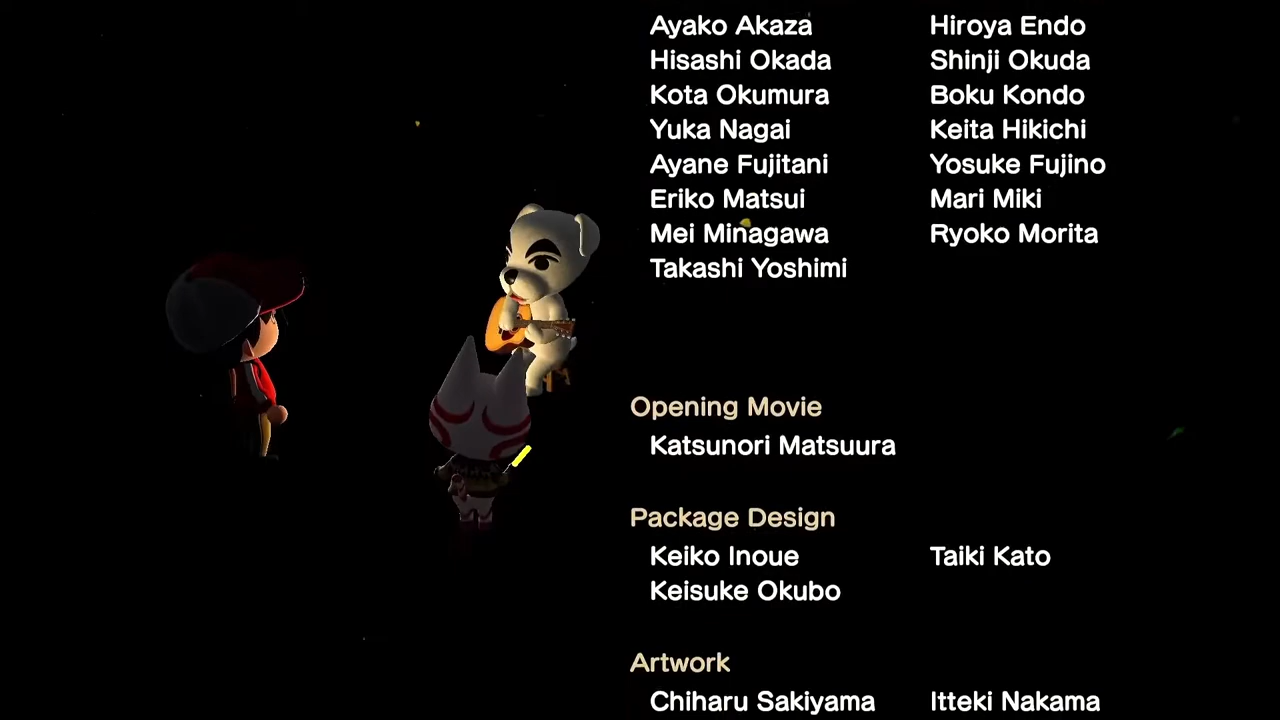 Ayako Akaza Hiroya Endo
Hisashi Okada Shinji Okuda
Kota Okumura Boku Kondo
Yuka Nagai Keita Hikichi
Ayane Fujitani Yosuke Fujino
Eriko Matsui Mari Miki
Mei Minagawa Ryoko Morita
Takashi Yoshimi
Opening Movie
Katsunori Matsuura
Package Design
Keiko Inoue Taiki Kato
Keisuke Okubo
Artwork
Chiharu Sakiyama Itteki Nakama